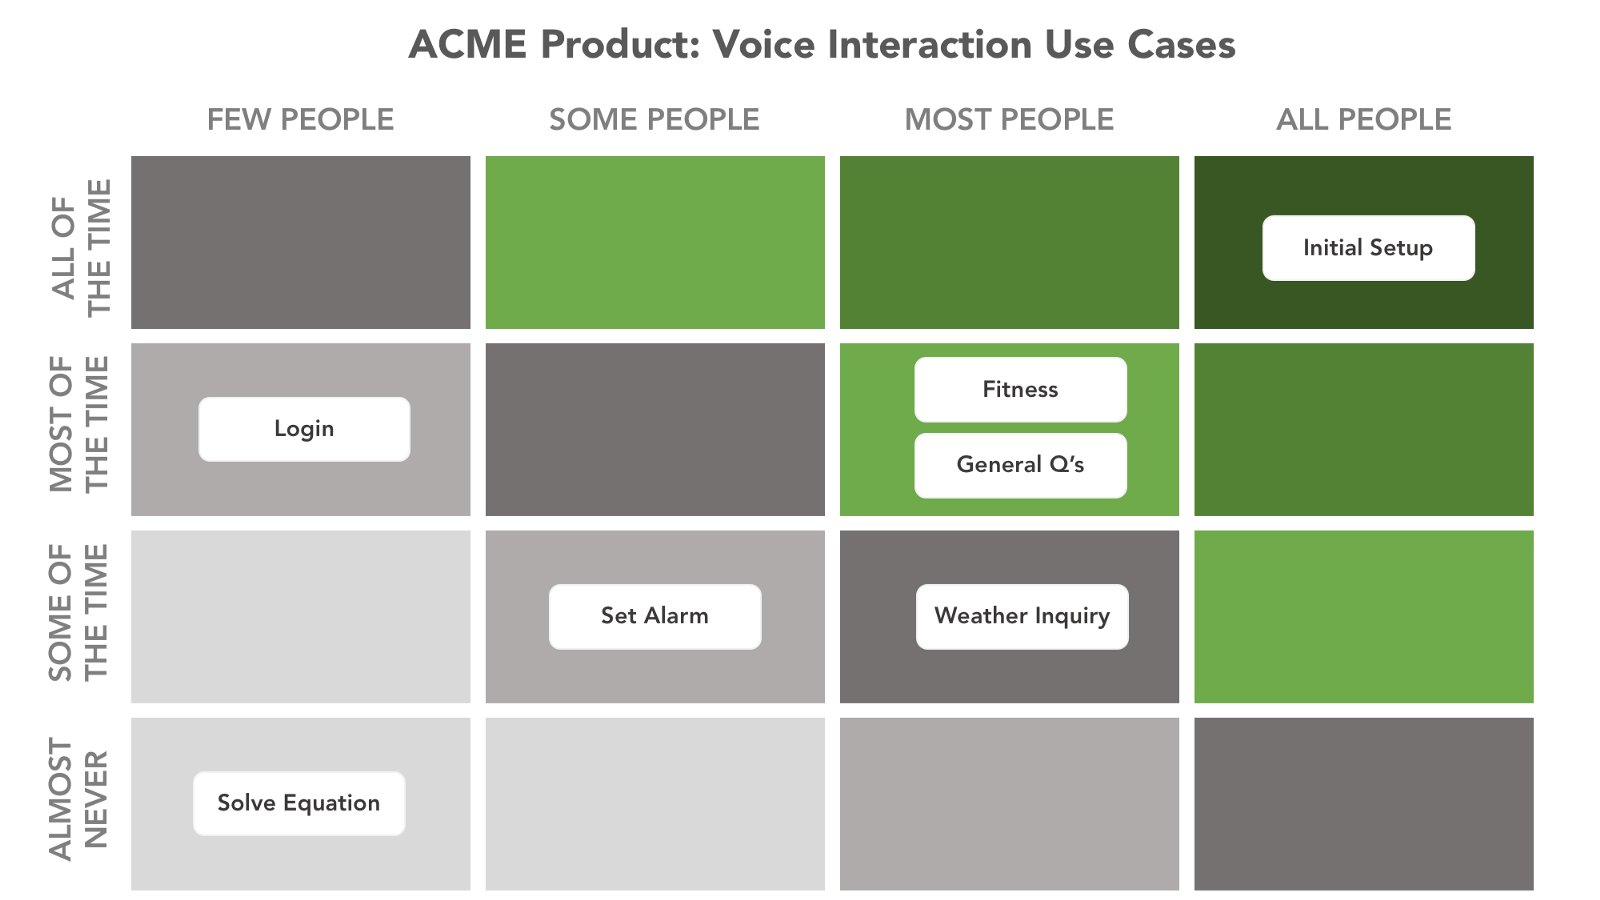 ACME Product: Voice Interaction Use Cases
FEW PEOPLE
SOME PEOPLE
MOST PEOPLE
ALL PEOPLE
ALL OF
THE TIME
Initial Setup
MOST OF
THE TIME
Login
Fitness
General Q’s
SOME OF
THE TIME
Set Alarm
Weather Inquiry
ALMOST
NEVER
Solve Equation